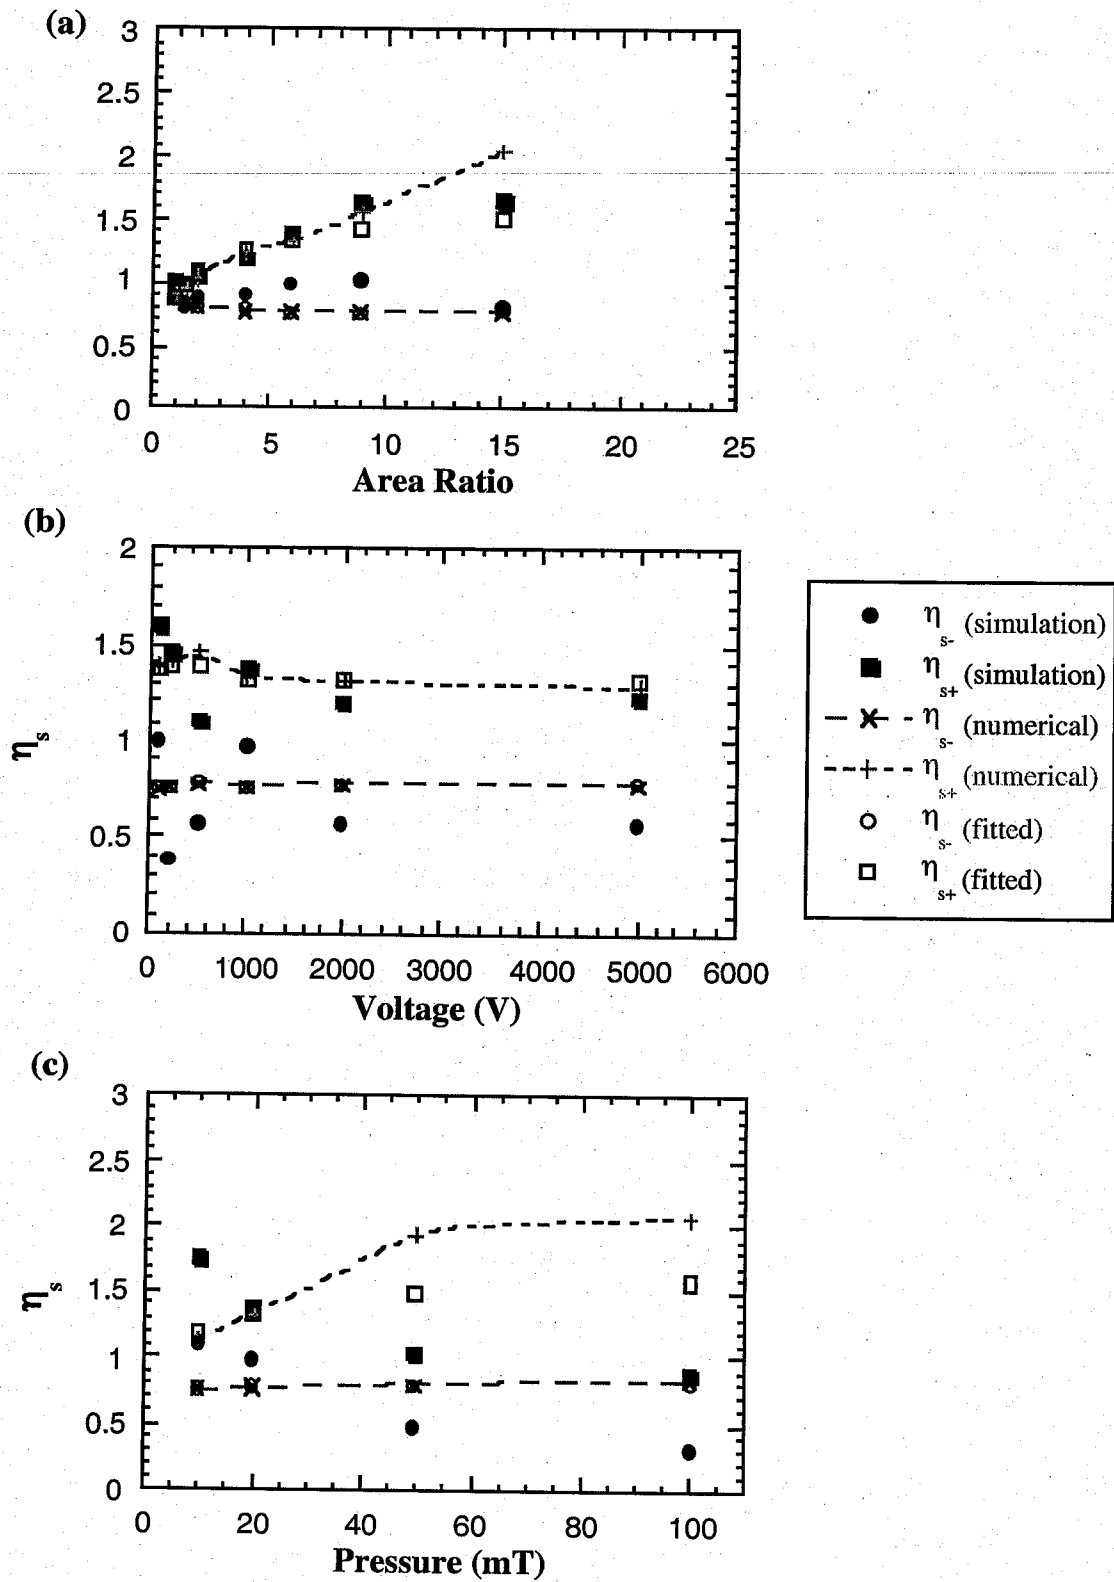 (a)
3
2.5
2
1.5
1
0.5
0
0 5 10 15 20 25
Area Ratio
(b)
2
1.5
1
0.5
0
ηs
0 1000 2000 3000 4000 5000 6000
Voltage (V)
ηs- (simulation)
ηs+ (simulation)
ηs- (numerical)
ηs+ (numerical)
ηs- (fitted)
ηs+ (fitted)
(c)
3
2.5
2
1.5
1
0.5
0
ηs
0 20 40 60 80 100
Pressure (mT)